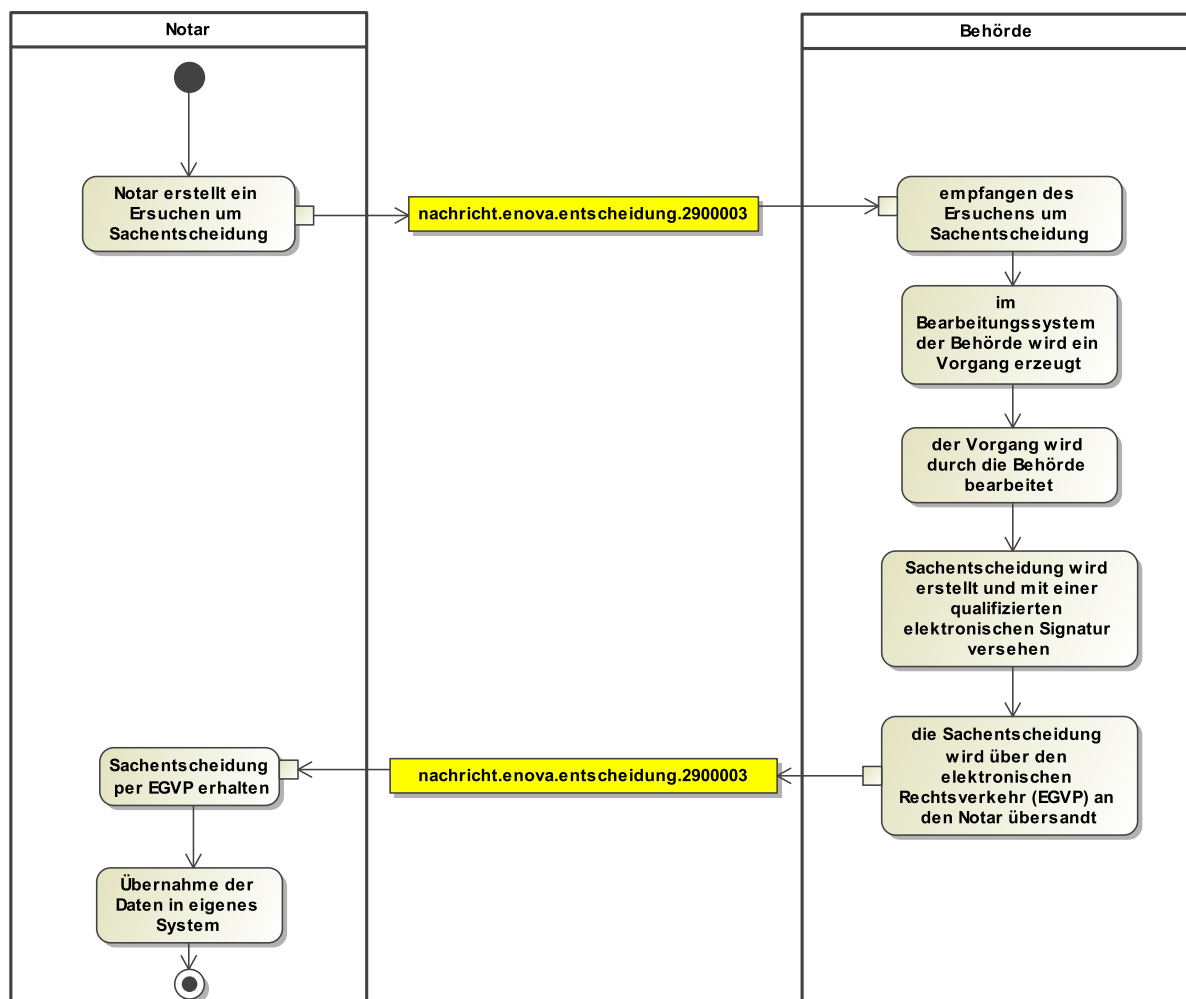 Notar
Behörde
Notar erstellt ein
Ersuchen um
Sachentscheidung
nachricht.enova.entscheidung.2900003
empfangen des
Ersuchens um
Sachentscheidung
im
Bearbeitungssystem
der Behörde wird ein
Vorgang erzeugt
der Vorgang wird
durch die Behörde
bearbeitet
Sachentscheidung wird
erstellt und mit einer
qualifizierten
elektronischen Signatur
versehen
die Sachentscheidung
wird über den
elektronischen
Rechtsverkehr (EGVP) an
den Notar übersandt
nachricht.enova.entscheidung.2900003
Sachentscheidung
per EGVP erhalten
Übernahme der
Daten in eigenes
System